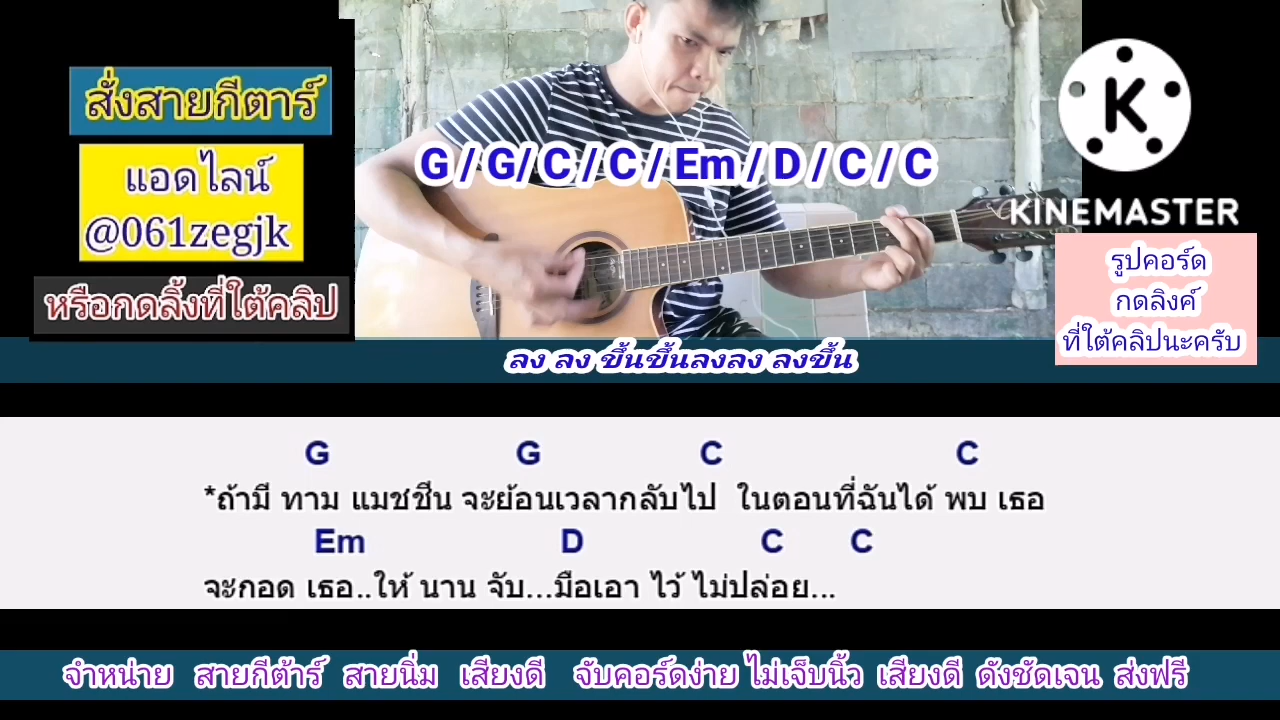 สั่งสายกีตาร์
แอดไลน์
@061zegjk
หรือกดลิ้งที่ใต้คลิป
G / G/ C / C / Em / D / C / C
K
KINEMASTER
รูปคอร์ด
กดลิงค์
ที่ใต้คลิปนะครับ
ลง ลง ขึ้นขึ้นลงลง ลงขึ้น
G G C C
*ถ้ามี ทาม แมชชีน จะย้อนเวลากลับไป ในตอนที่ฉันได้ พบ เธอ
Em D C C
จะกอด เธอ..ให้ นาน จับ...มือเอา ไว้ ไม่ปล่อย...
จำหน่าย สายกีต้าร์ สายนิ่ม เสียงดี จับคอร์ดง่าย ไม่เจ็บนิ้ว เสียงดี ดังชัดเจน ส่งฟรี